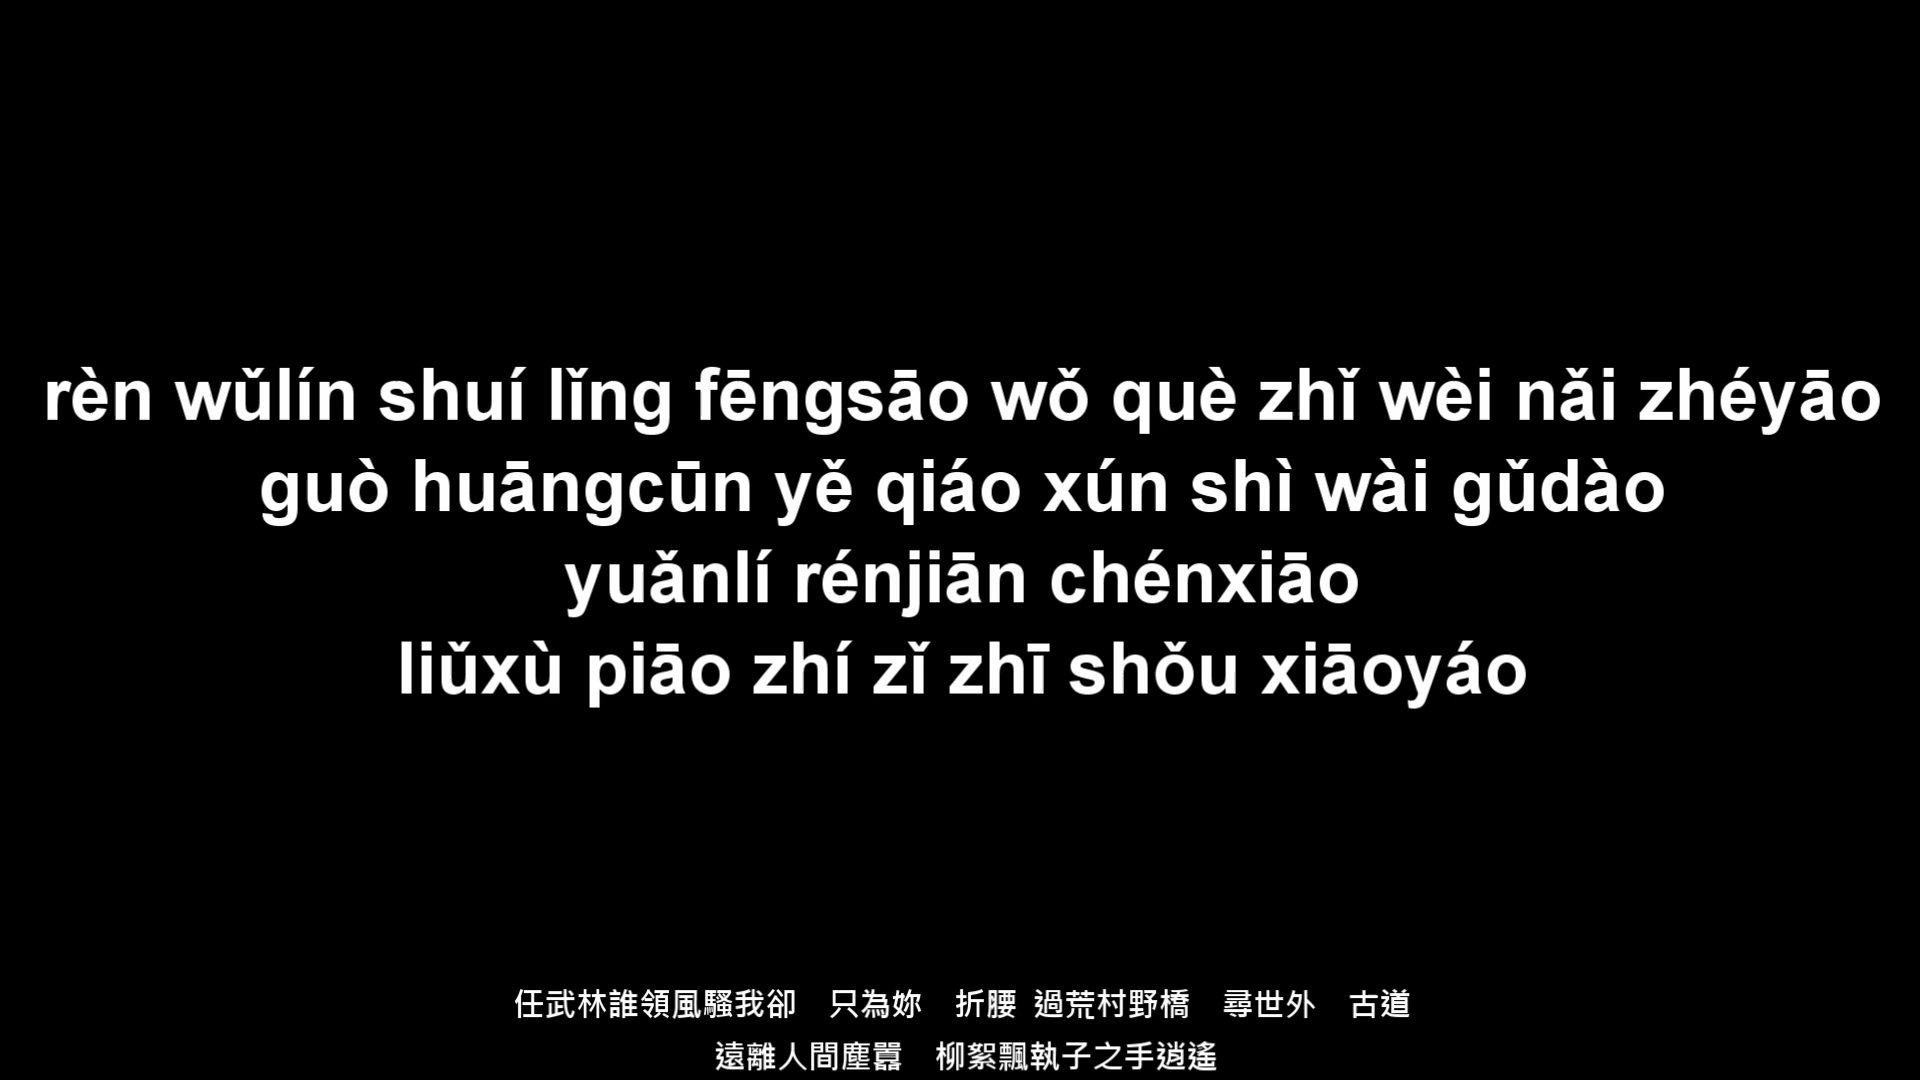 rèn wǔlín shuí lǐng fēngsāo wǒ què zhǐ wèi nǎi zhéyāo
guò huāngcūn yě qiáo xún shì wài gǔdào
yuǎnlí rénjiān chénxiāo
liǔxù piāo zhí zǐ zhī shǒu xiāoyáo
任武林誰領風騷我卻　只為妳　折腰 過荒村野橋　尋世外　古道
遠離人間塵囂　柳絮飄執子之手逍遙